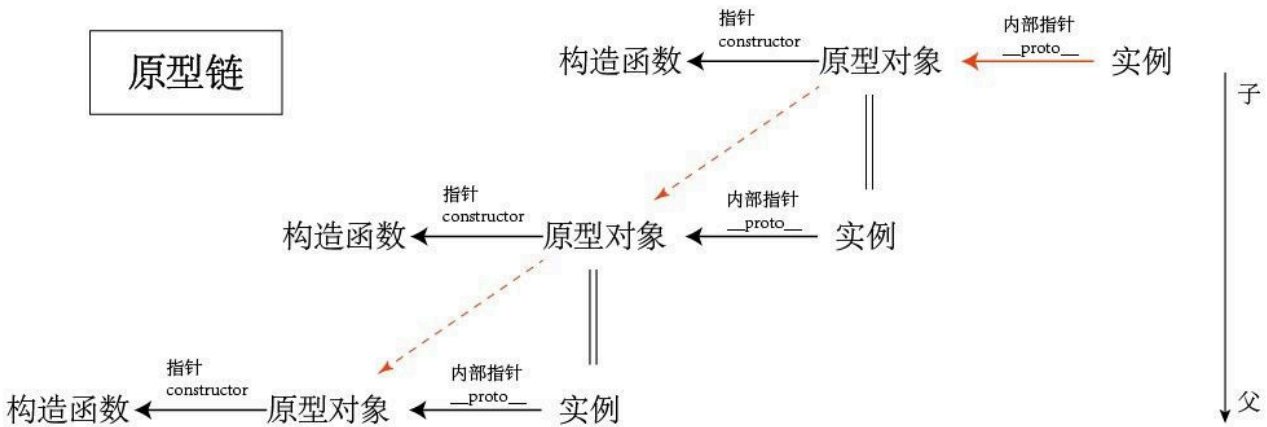 原型链
指针
constructor
内部指针
__proto__
构造函数
原型对象
实例
子
指针
constructor
内部指针
__proto__
构造函数
原型对象
实例
指针
constructor
内部指针
__proto__
构造函数
原型对象
实例
父